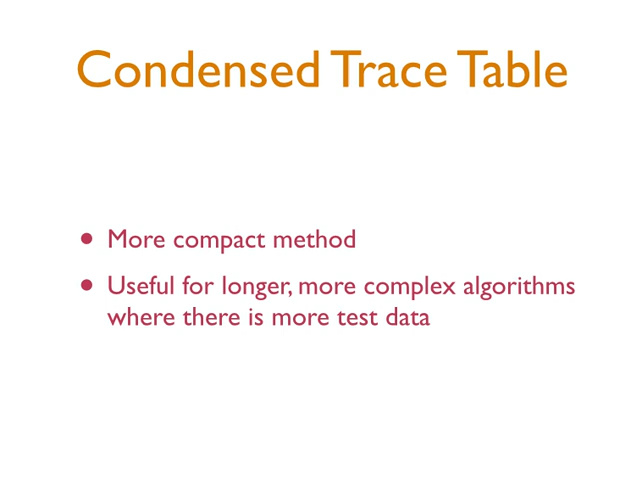 Condensed Trace Table
• More compact method
• Useful for longer, more complex algorithms
where there is more test data